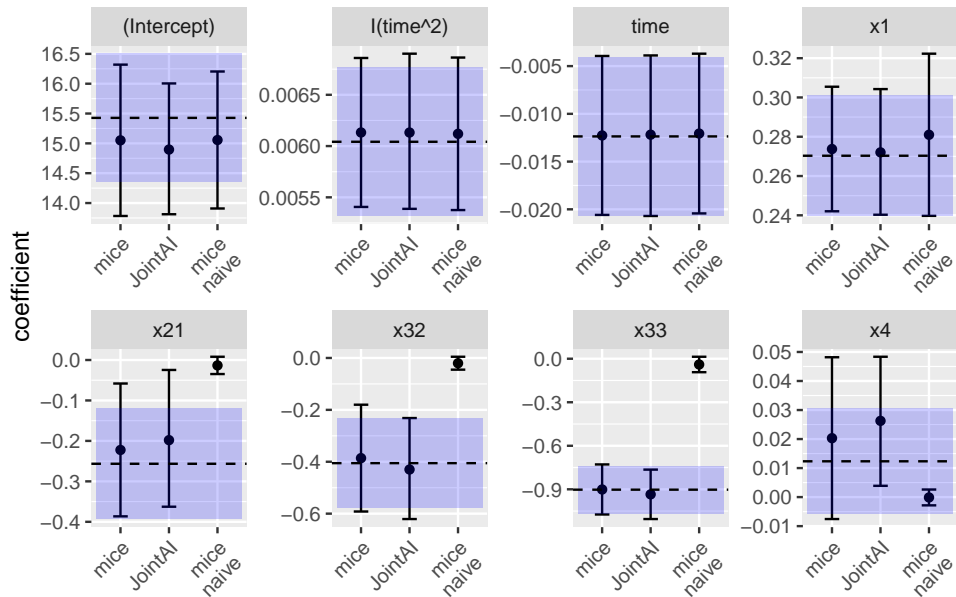 (Intercept)
I(time^2)
time
x1
16.5
16.0
15.5
15.0
14.5
14.0
0.0065
0.0060
0.0055
−0.005
−0.010
−0.015
−0.020
0.32
0.30
0.28
0.26
0.24
mice
JointAI
mice
naive
mice
JointAI
mice
naive
mice
JointAI
mice
naive
mice
JointAI
mice
naive
coefficient
x21
x32
x33
x4
0.0
−0.1
−0.2
−0.3
−0.4
0.0
−0.2
−0.4
−0.6
0.0
−0.3
−0.6
−0.9
0.05
0.04
0.03
0.02
0.01
0.00
−0.01
mice
JointAI
mice
naive
mice
JointAI
mice
naive
mice
JointAI
mice
naive
mice
JointAI
mice
naive